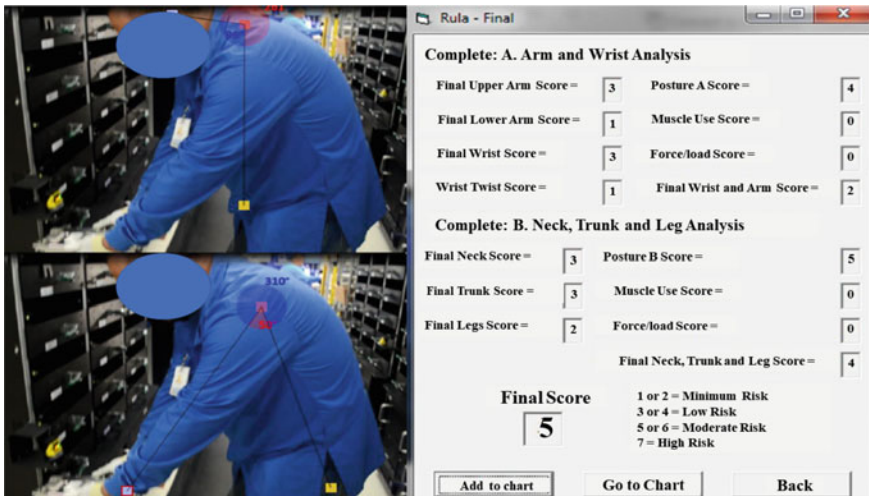 310°
Rula - Final
Complete: A. Arm and Wrist Analysis
Final Upper Arm Score = 3 Posture A Score = 4
Final Lower Arm Score = 1 Muscle Use Score = 0
Final Wrist Score = 3 Force/load Score = 0
Wrist Twist Score = 1 Final Wrist and Arm Score = 2
Complete: B. Neck, Trunk and Leg Analysis
Final Neck Score = 3 Posture B Score = 5
Final Trunk Score = 3 Muscle Use Score = 0
Final Legs Score = 2 Force/load Score = 0
Final Neck, Trunk and Leg Score = 4
Final Score
5
1 or 2 = Minimum Risk
3 or 4 = Low Risk
5 or 6 = Moderate Risk
7 = High Risk
Add to chart Go to Chart Back